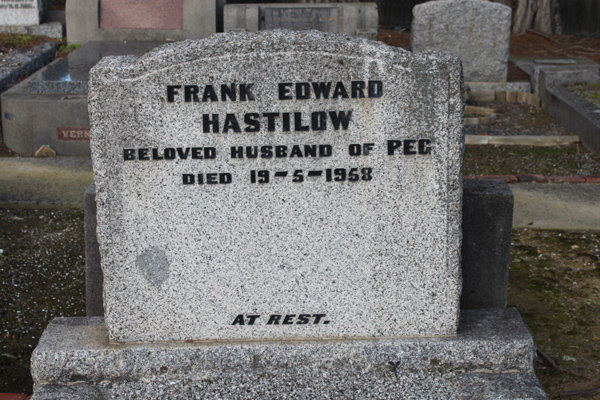 FRANK EDWARD
HASTILOW
BELOVED HUSBAND OF PEG
DIED 19-5-1958
AT REST.